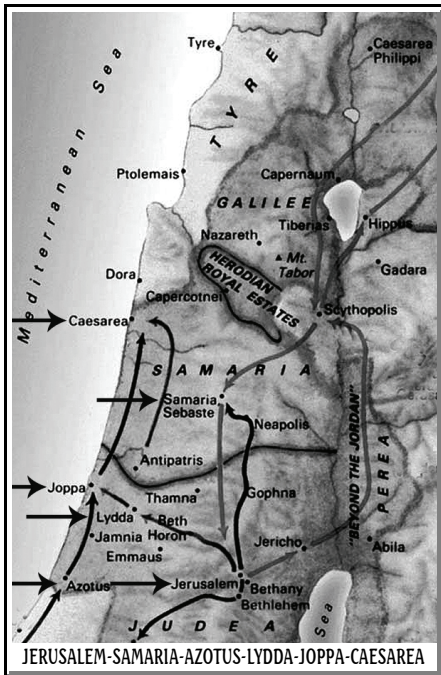 Mediterranean Sea
Tyre
Caesarea
Philippi
TYRE
Ptolemais
Capernaum
GALILEE
Tiberias
Hippus
Nazareth
Mt.
Tabor
HERODIAN
ROYAL ESTATES
Gadara
Dora
Capercotnei
Scythopolis
Caesarea
SAMARIA
Samaria
Sebaste
Neapolis
"BEYOND THE JORDAN"
PEREA
Antipatris
Joppa
Thamna
Gophna
Lydda
Beth
Horon
Jamnia
Emmaus
Jericho
Abila
Azotus
Jerusalem
Bethany
Bethlehem
JUDEA
Sea
JERUSALEM-SAMARIA-AZOTUS-LYDDA-JOPPA-CAESAREA